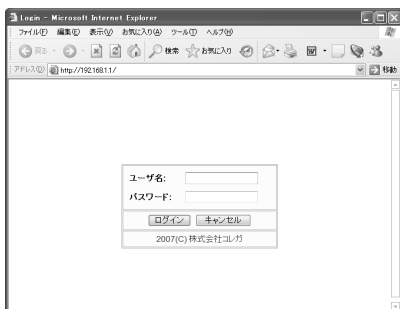 Login - Microsoft Internet Explorer
ファイル(F) 編集(E) 表示(V) お気に入り(A) ツール(T) ヘルプ(H)
戻る 検索 お気に入り
アドレス(D) http://192.168.1.1/ 移動
ユーザ名:
パスワード:
ログイン キャンセル
2007(C) 株式会社コレガ